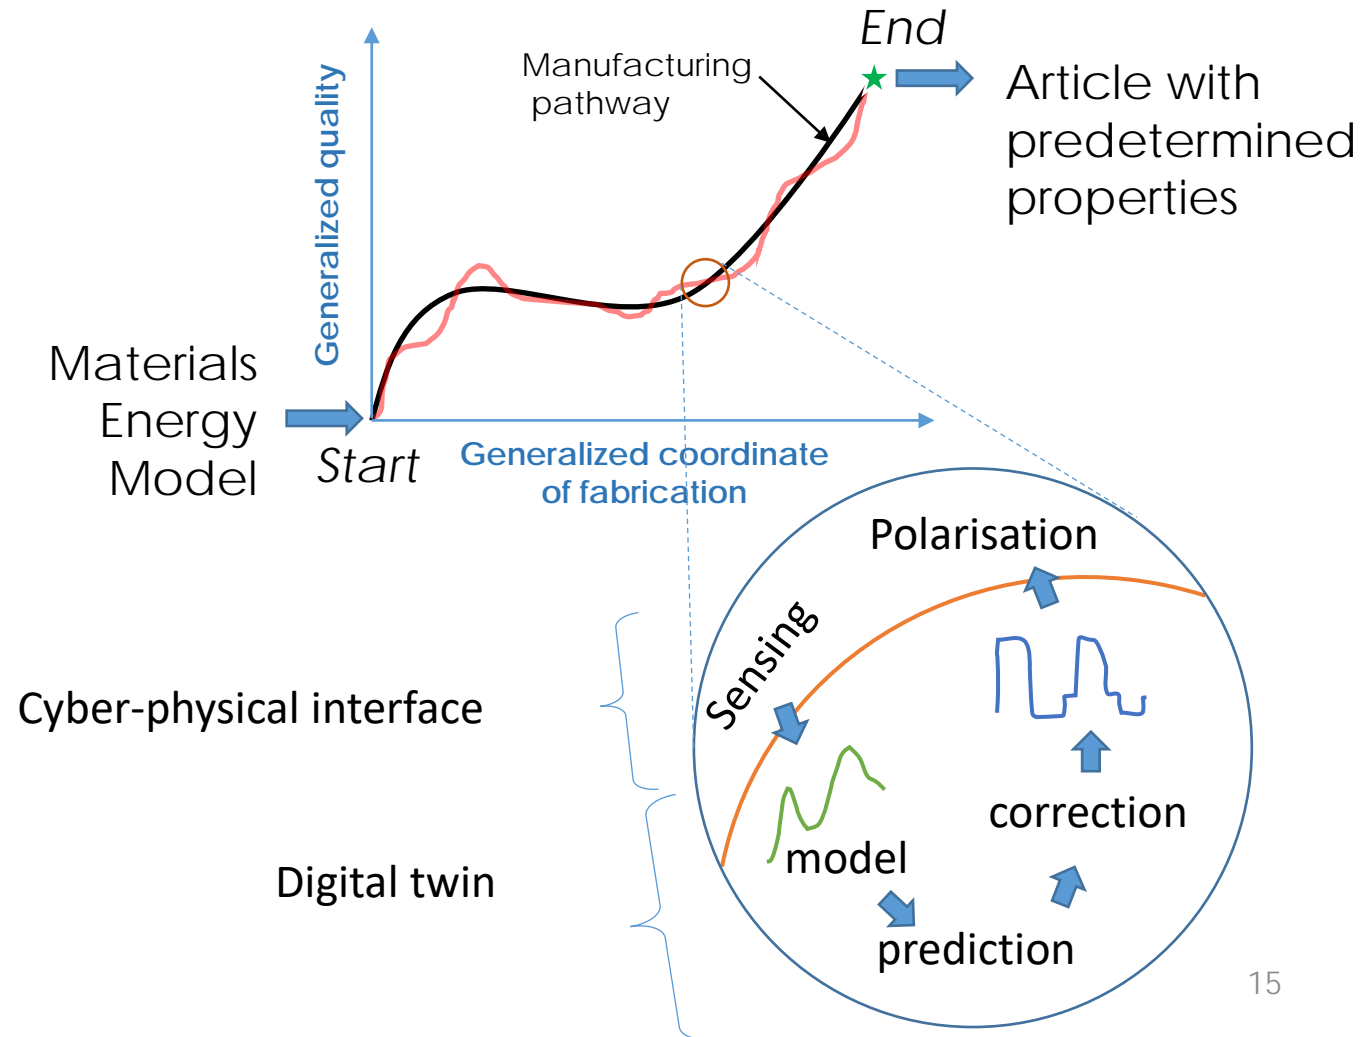 End
Manufacturing
pathway
Article with
predetermined
properties
Generalized quality
Materials
Energy
Model
Start
Generalized coordinate
of fabrication
Polarisation
Sensing
Cyber-physical interface
correction
model
Digital twin
prediction
15